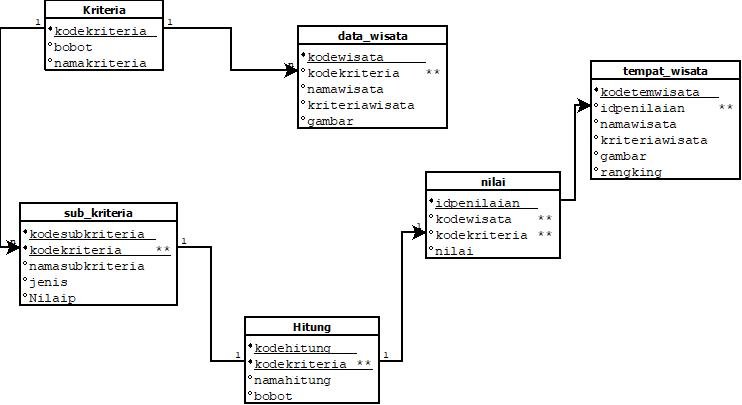 Kriteria
kodekriteria
bobot
namakriteria
1
1
data_wisata
kodewisata
kodekriteria **
namawisata
kriteriawisata
gambar
n
tempat_wisata
kodetemwisata
idpenilaian **
namawisata
kriteriawisata
gambar
rangking
nilai
idpenilaian
kodewisata **
kodekriteria **
nilai
1
sub_kriteria
kodesubkriteria
kodekriteria **
namasubkriteria
jenis
Nilaip
n
1
Hitung
kodehitung
kodekriteria **
namahitung
bobot
1
1